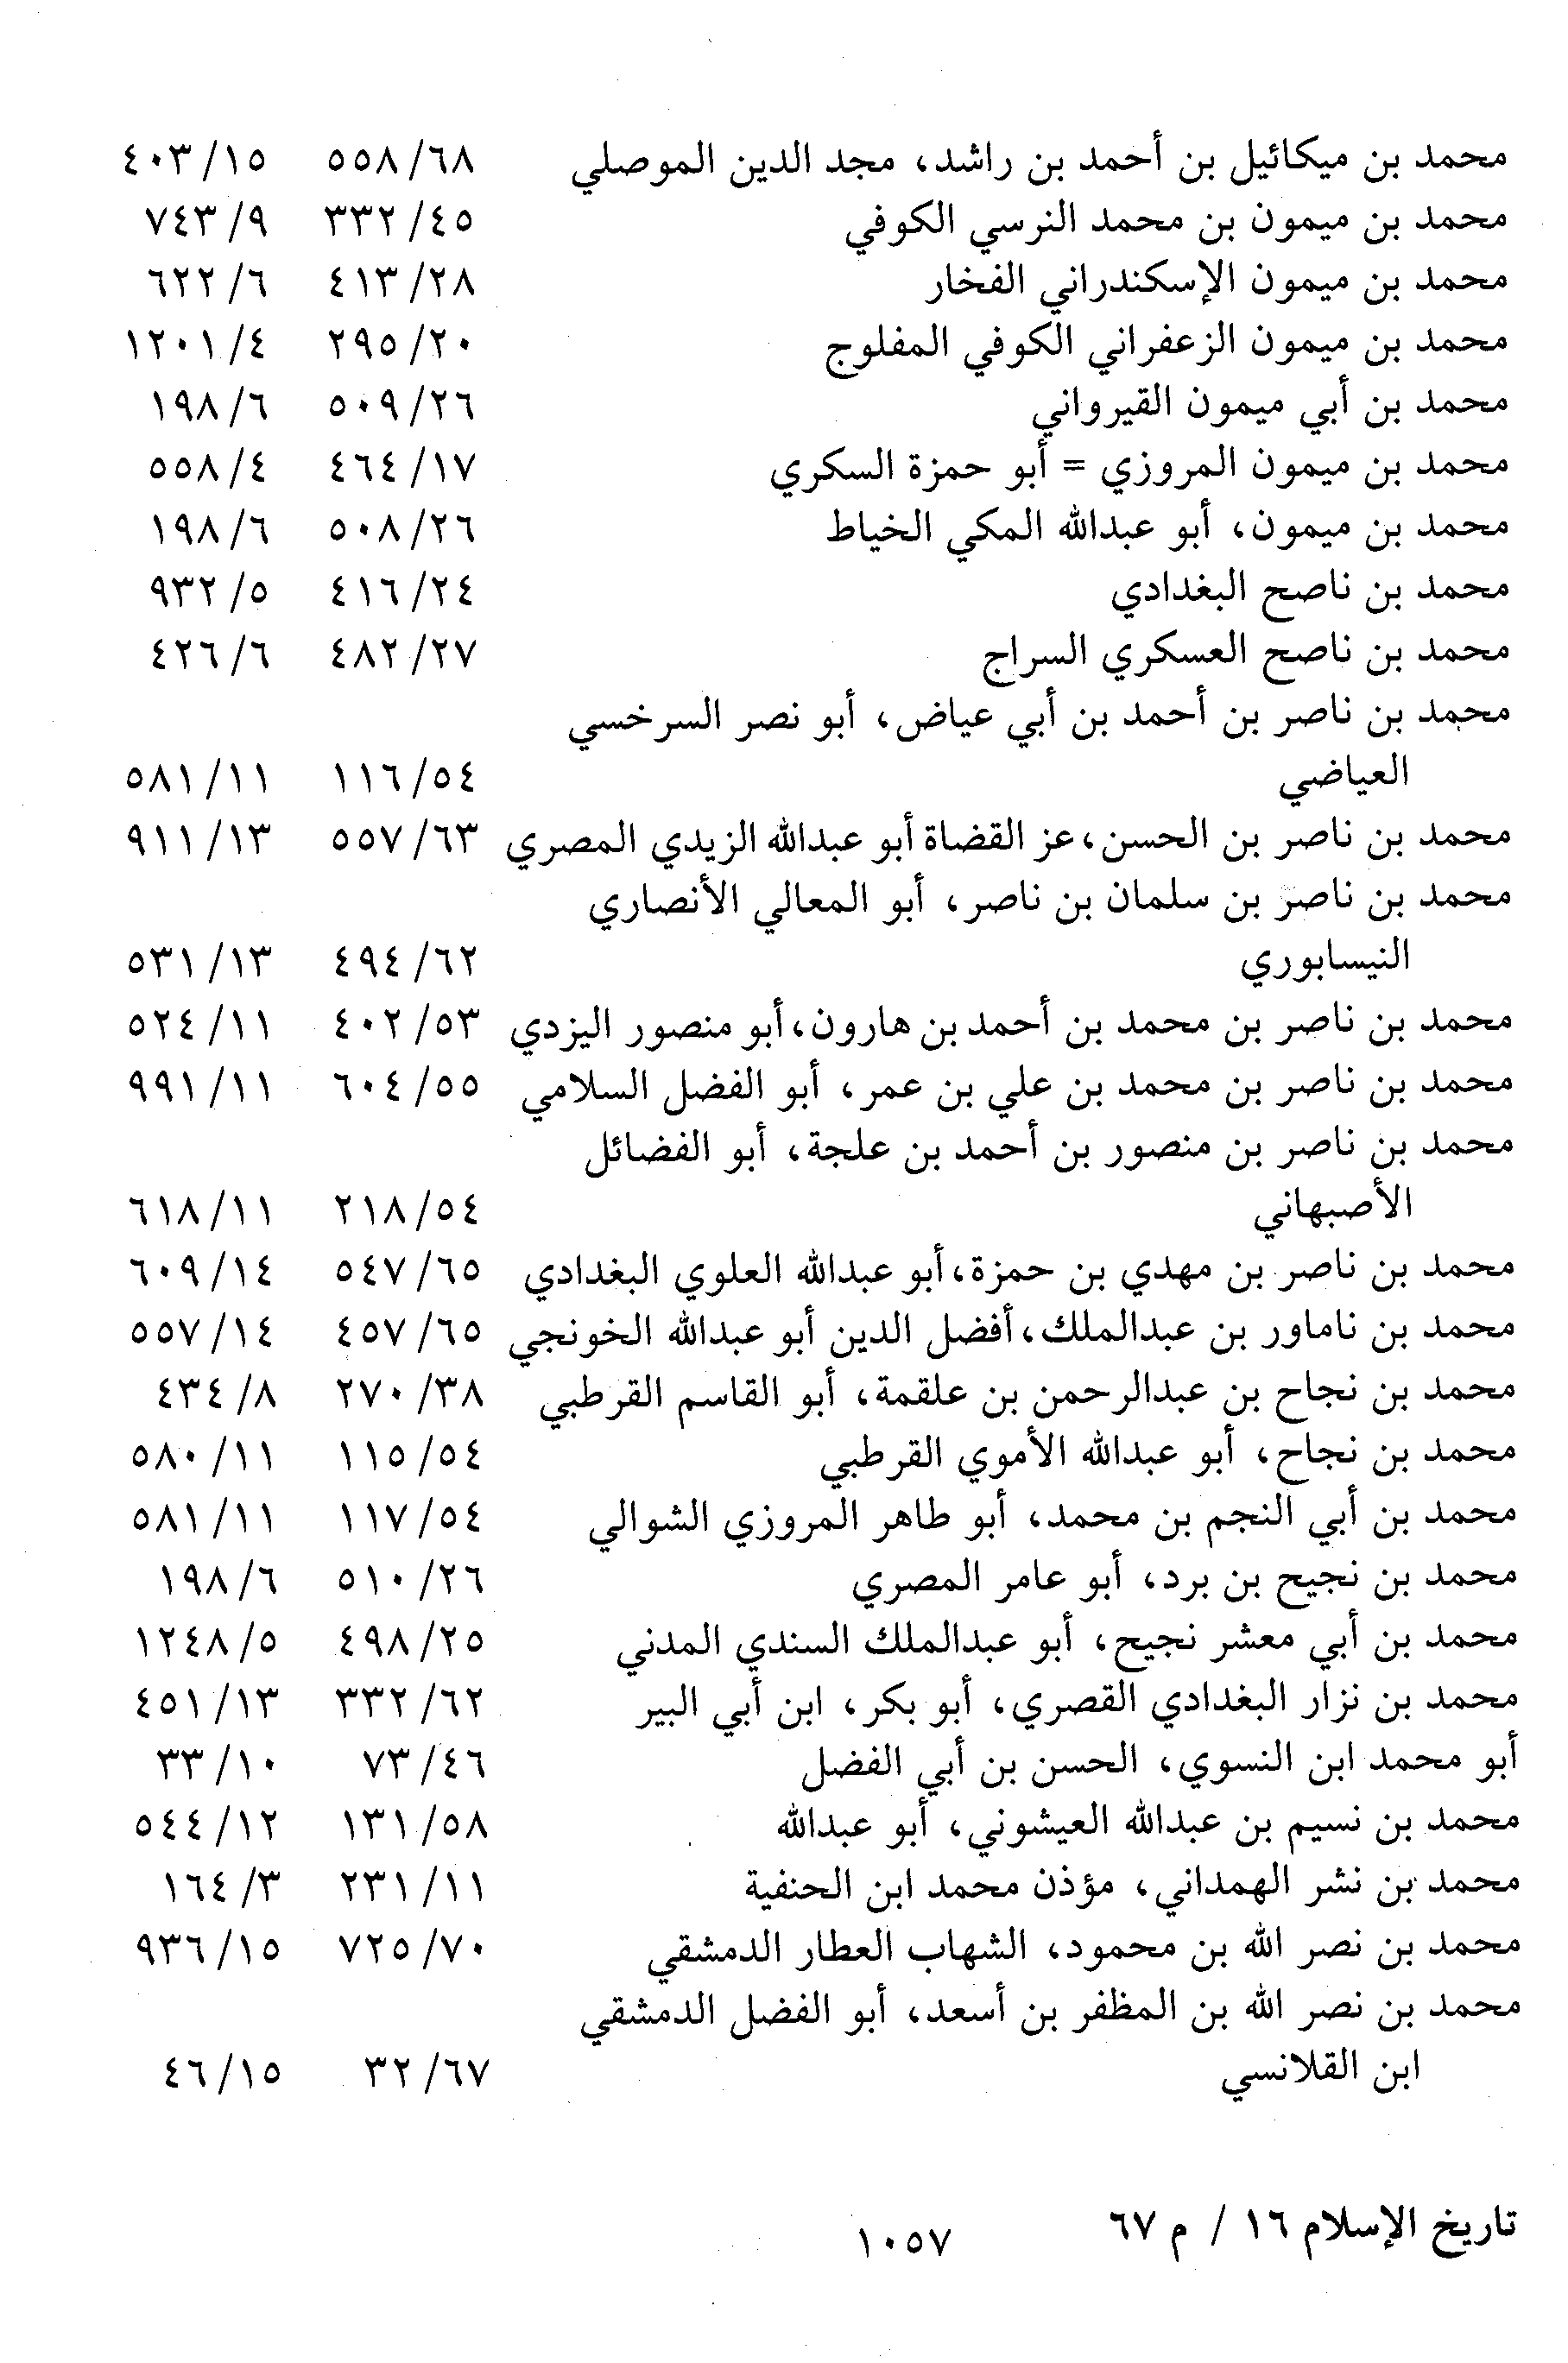 محمد بن ميكائيل بن أحمد بن راشد، مجد الدين الموصلي ٥٥٨/٦٨ ٤٠٣/١٥
محمد بن ميمون بن محمد النرسي الكوفي ٣٣٢/٤٥ ٧٤٣/٩
محمد بن ميمون الإسكندراني الفخار ٤١٣/٢٨ ٦٢٢/٦
محمد بن ميمون الزعفراني الكوفي المفلوج ٢٩٥/٢٠ ١٢٠١/٤
محمد بن أبي ميمون القيرواني ٥٠٩/٢٦ ١٩٨/٦
محمد بن ميمون المروزي = أبو حمزة السكري ٤٦٤/١٧ ٥٥٨/٤
محمد بن ميمون، أبو عبدالله المكي الخياط ٥٠٨/٢٦ ١٩٨/٦
محمد بن ناصح البغدادي ٤١٦/٢٤ ٩٣٢/٥
محمد بن ناصح العسكري السراج ٤٨٢/٢٧ ٤٢٦/٦
محمد بن ناصر بن أحمد بن أبي عياض، أبو نصر السرخسي
العياضي ١١٦/٥٤ ٥٨١/١١
محمد بن ناصر بن الحسن، عز القضاة أبو عبدالله الزيدي المصري ٥٥٧/٦٣ ٩١١/١٣
محمد بن ناصر بن سلمان بن ناصر، أبو المعالي الأنصاري
النيسابوري ٤٩٤/٦٢ ٥٣١/١٣
محمد بن ناصر بن محمد بن أحمد بن هارون، أبو منصور اليزدي ٤٠٢/٥٣ ٥٢٤/١١
محمد بن ناصر بن محمد بن علي بن عمر، أبو الفضل السلامي ٦٠٤/٥٥ ٩٩١/١١
محمد بن ناصر بن منصور بن أحمد بن علجة، أبو الفضائل
الأصبهاني ٢١٨/٥٤ ٦١٨/١١
محمد بن ناصر بن مهدي بن حمزة، أبو عبدالله العلوي البغدادي ٥٤٧/٦٥ ٦٠٩/١٤
محمد بن ناماور بن عبدالملك، أفضل الدين أبو عبدالله الخونجي ٤٥٧/٦٥ ٥٥٧/١٤
محمد بن نجاح بن عبدالرحمن بن علقمة، أبو القاسم القرطبي ٢٧٠/٣٨ ٤٣٤/٨
محمد بن نجاح، أبو عبدالله الأموي القرطبي ١١٥/٥٤ ٥٨٠/١١
محمد بن أبي النجم بن محمد، أبو طاهر المروزي الشوالي ١١٧/٥٤ ٥٨١/١١
محمد بن نجيح بن برد، أبو عامر المصري ٥١٠/٢٦ ١٩٨/٦
محمد بن أبي معشر نجيح، أبو عبدالملك السندي المدني ٤٩٨/٢٥ ١٢٤٨/٥
محمد بن نزار البغدادي القصري، أبو بكر، ابن أبي البير ٣٣٢/٦٢ ٤٥١/١٣
أبو محمد ابن النسوي، الحسن بن أبي الفضل ٧٣/٤٦ ٣٣/١٠
محمد بن نسيم بن عبدالله العيشوني، أبو عبدالله ١٣١/٥٨ ٥٤٤/١٢
محمد بن نشر الهمداني، مؤذن محمد ابن الحنفية ٢٣١/١١ ١٦٤/٣
محمد بن نصر الله بن محمود، الشهاب العطار الدمشقي ٧٢٥/٧٠ ٩٣٦/١٥
محمد بن نصر الله بن المظفر بن أسعد، أبو الفضل الدمشقي
ابن القلانسي ٣٢/٦٧ ٤٦/١٥
تاريخ الإسلام ١٦ / م ٦٧
١٠٥٧